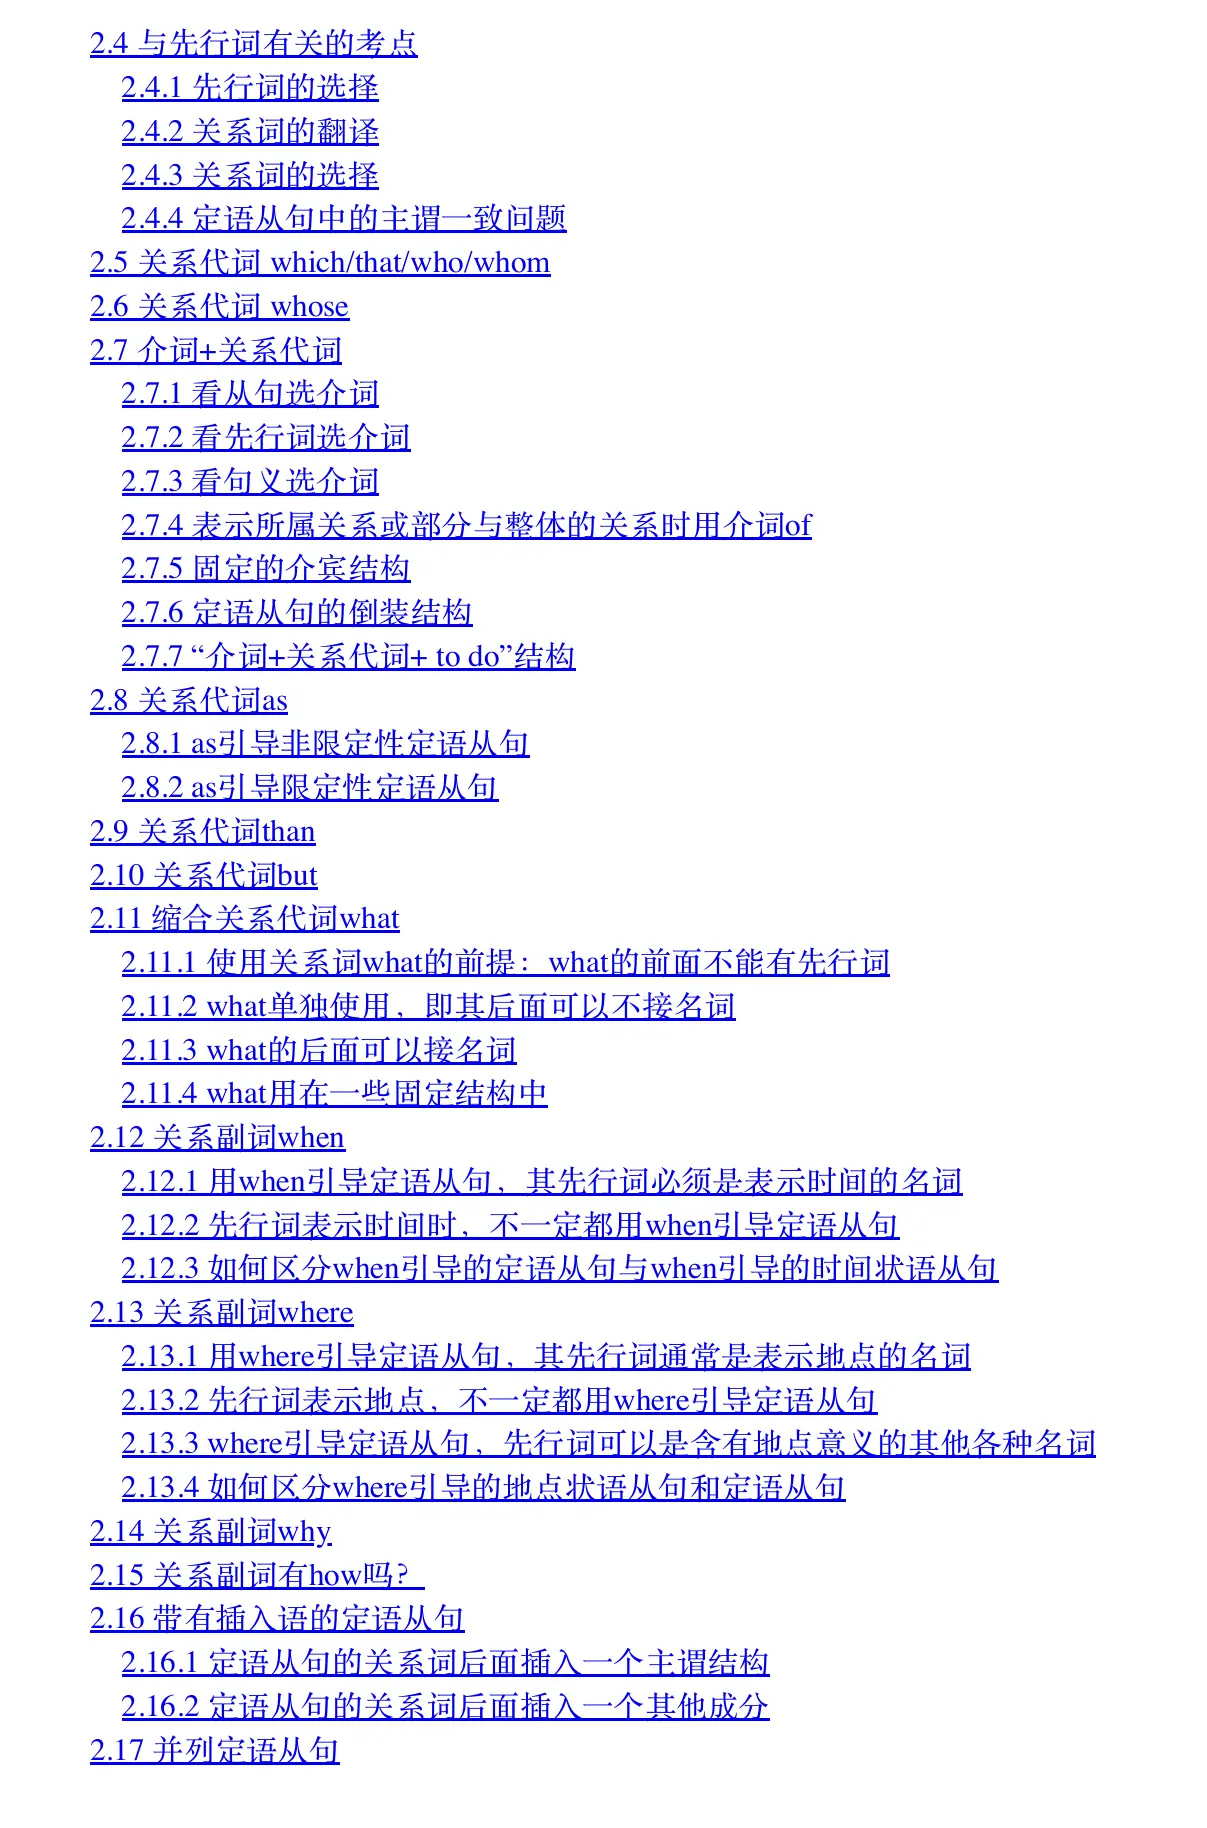 2.4 与先行词有关的考点
2.4.1 先行词的选择
2.4.2 关系词的翻译
2.4.3 关系词的选择
2.4.4 定语从句中的主谓一致问题
2.5 关系代词 which/that/who/whom
2.6 关系代词 whose
2.7 介词+关系代词
2.7.1 看从句选介词
2.7.2 看先行词选介词
2.7.3 看句义选介词
2.7.4 表示所属关系或部分与整体的关系时用介词of
2.7.5 固定的介宾结构
2.7.6 定语从句的倒装结构
2.7.7 “介词+关系代词+ to do”结构
2.8 关系代词as
2.8.1 as引导非限定性定语从句
2.8.2 as引导限定性定语从句
2.9 关系代词than
2.10 关系代词but
2.11 缩合关系代词what
2.11.1 使用关系词what的前提：what的前面不能有先行词
2.11.2 what单独使用，即其后面可以不接名词
2.11.3 what的后面可以接名词
2.11.4 what用在一些固定结构中
2.12 关系副词when
2.12.1 用when引导定语从句，其先行词必须是表示时间的名词
2.12.2 先行词表示时间时，不一定都用when引导定语从句
2.12.3 如何区分when引导的定语从句与when引导的时间状语从句
2.13 关系副词where
2.13.1 用where引导定语从句，其先行词通常是表示地点的名词
2.13.2 先行词表示地点，不一定都用where引导定语从句
2.13.3 where引导定语从句，先行词可以是含有地点意义的其他各种名词
2.13.4 如何区分where引导的地点状语从句和定语从句
2.14 关系副词why
2.15 关系副词有how吗？
2.16 带有插入语的定语从句
2.16.1 定语从句的关系词后面插入一个主谓结构
2.16.2 定语从句的关系词后面插入一个其他成分
2.17 并列定语从句